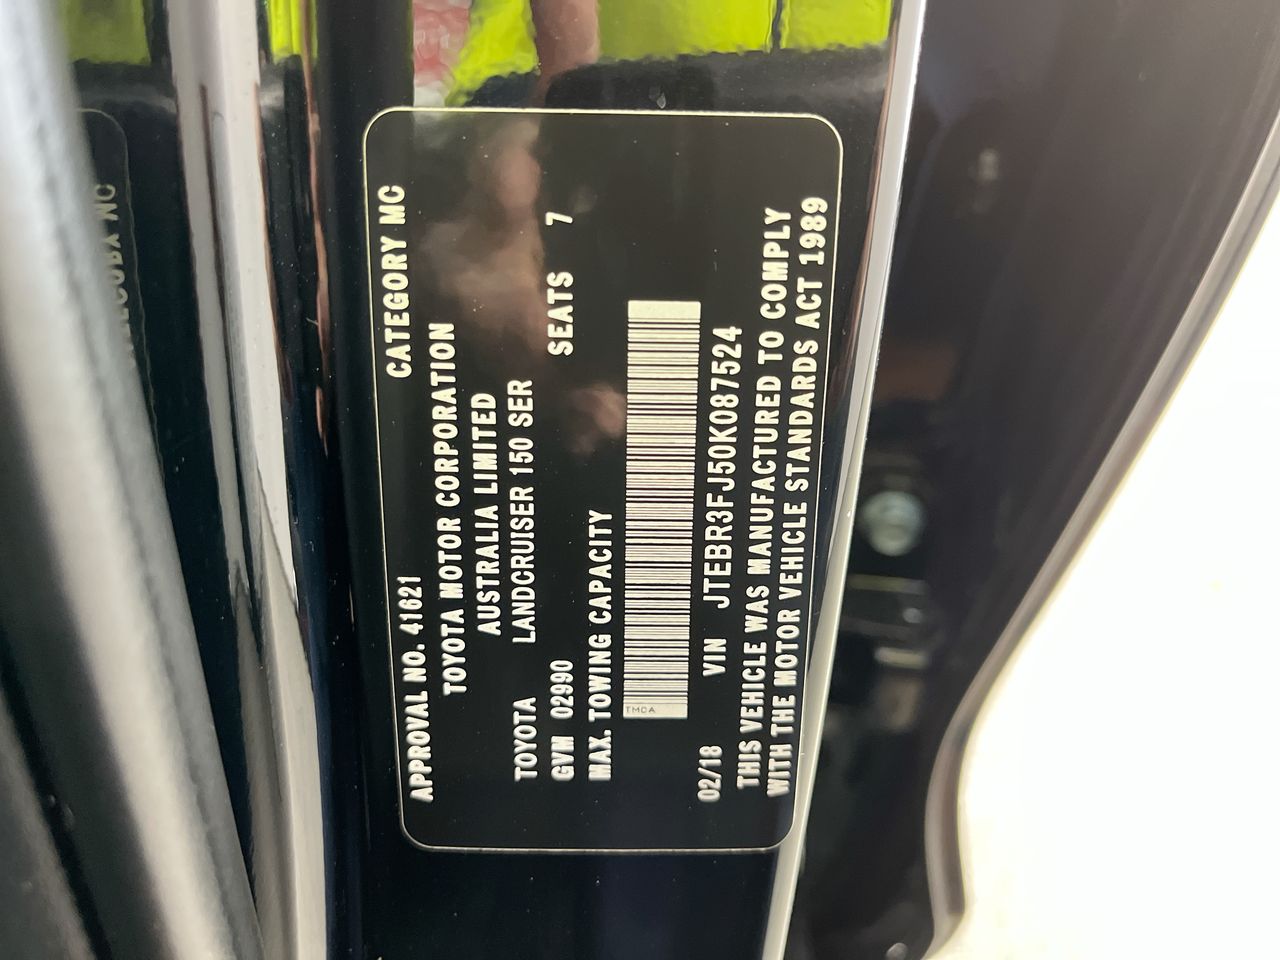 APPROVAL NO. 41621 CATEGORY MC
TOYOTA MOTOR CORPORATION
AUSTRALIA LIMITED
TOYOTA LANDCRUISER 150 SER
GVM 02990 SEATS 7
MAX. TOWING CAPACITY
TMCA
02/18 VIN JTEBR3FJ50K087524
THIS VEHICLE WAS MANUFACTURED TO COMPLY
WITH THE MOTOR VEHICLE STANDARDS ACT 1989